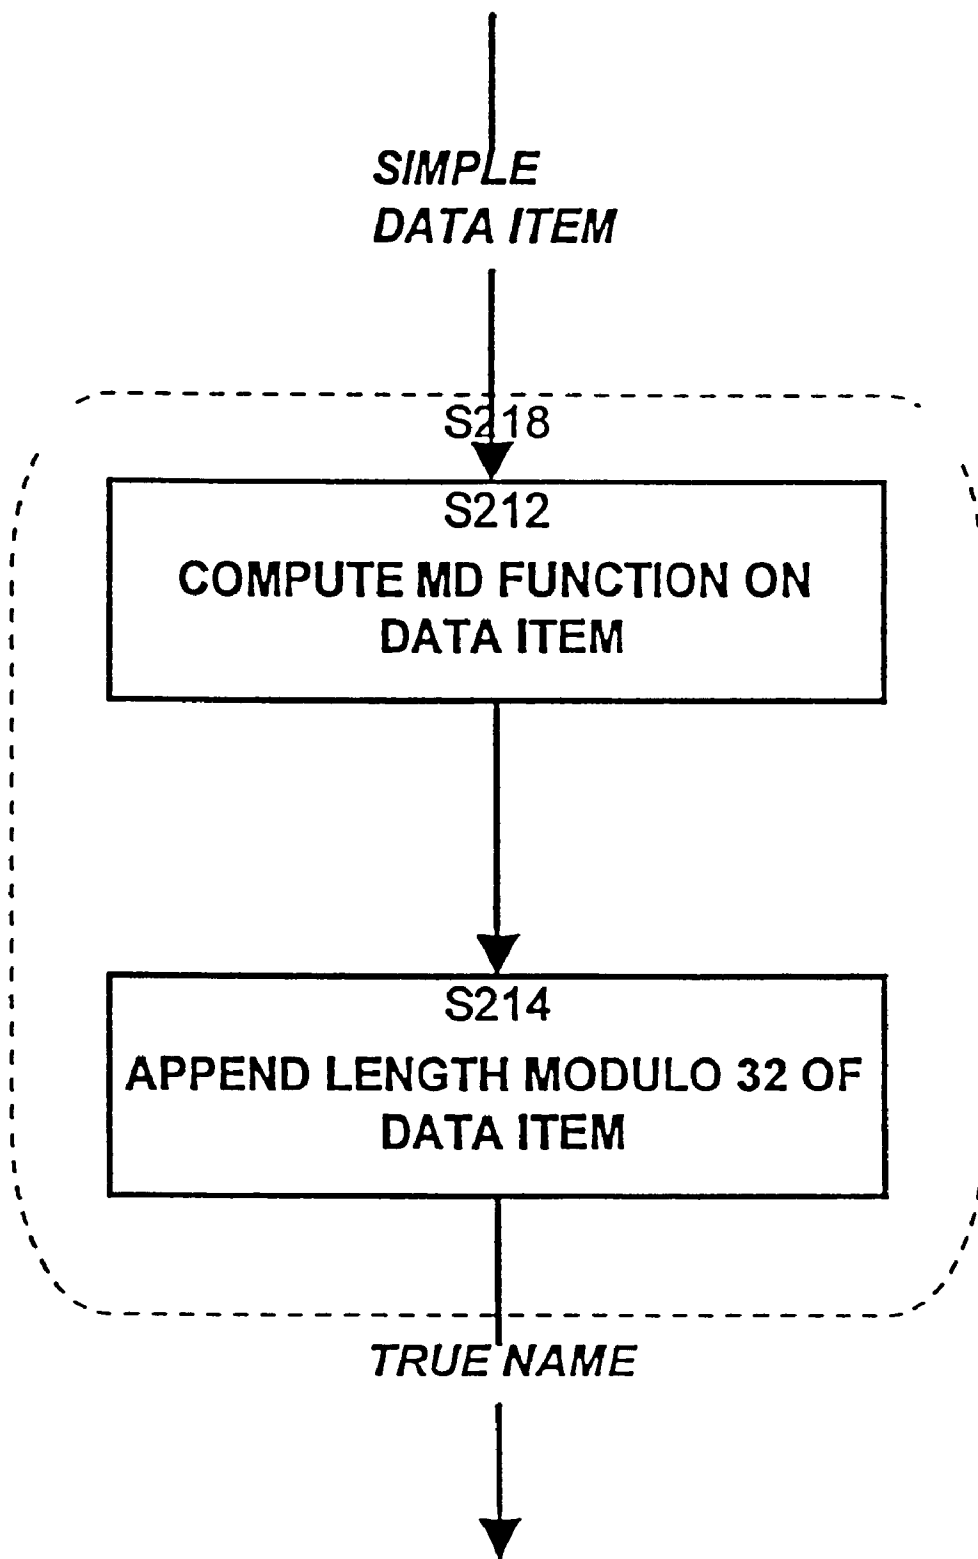 SIMPLE
DATA ITEM
S218
S212
COMPUTE MD FUNCTION ON
DATA ITEM
S214
APPEND LENGTH MODULO 32 OF
DATA ITEM
TRUE NAME